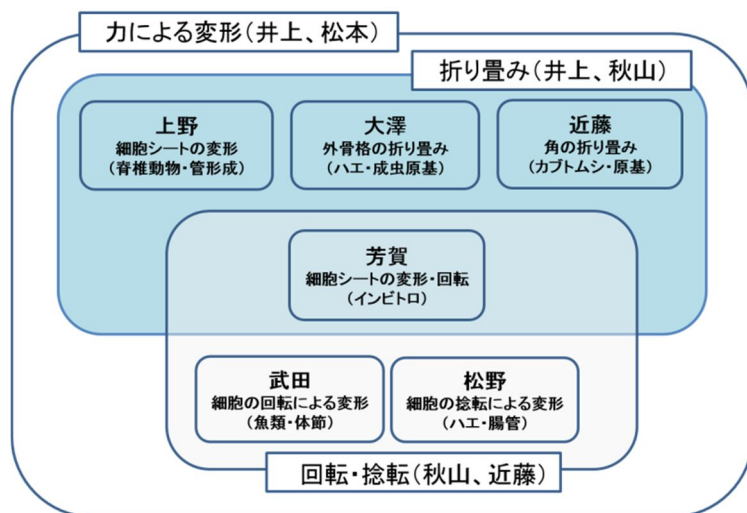 力による変形(井上、松本)
折り畳み(井上、秋山)
上野
細胞シートの変形
(脊椎動物・管形成)
大澤
外骨格の折り畳み
(ハエ・成虫原基)
近藤
角の折り畳み
(カブトムシ・原基)
芳賀
細胞シートの変形・回転
(インビトロ)
武田
細胞の回転による変形
(魚類・体節)
松野
細胞の捻転による変形
(ハエ・腸管)
回転・捻転(秋山、近藤)